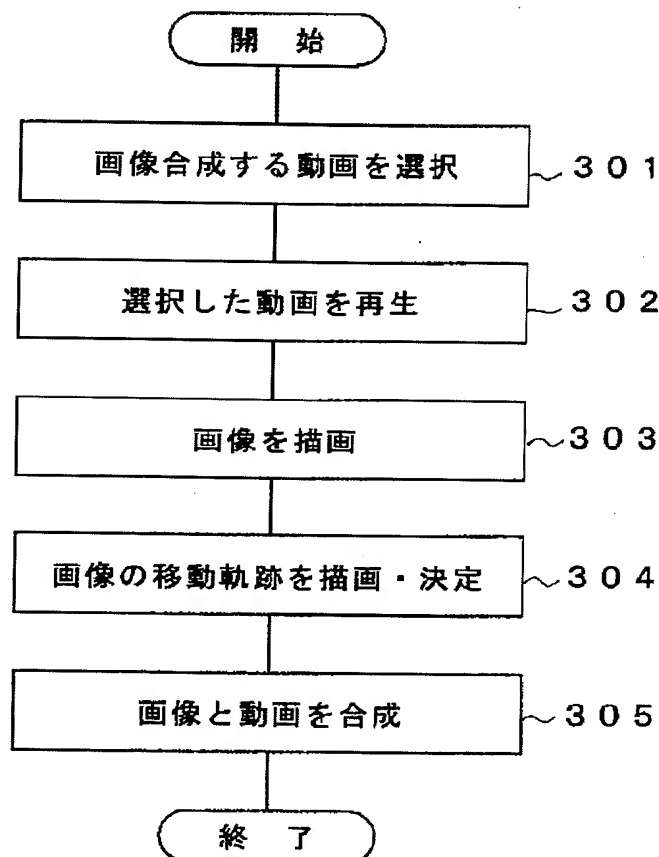 開 始
画像合成する動画を選択 301
選択した動画を再生 302
画像を描画 303
画像の移動軌跡を描画・決定 304
画像と動画を合成 305
終 了